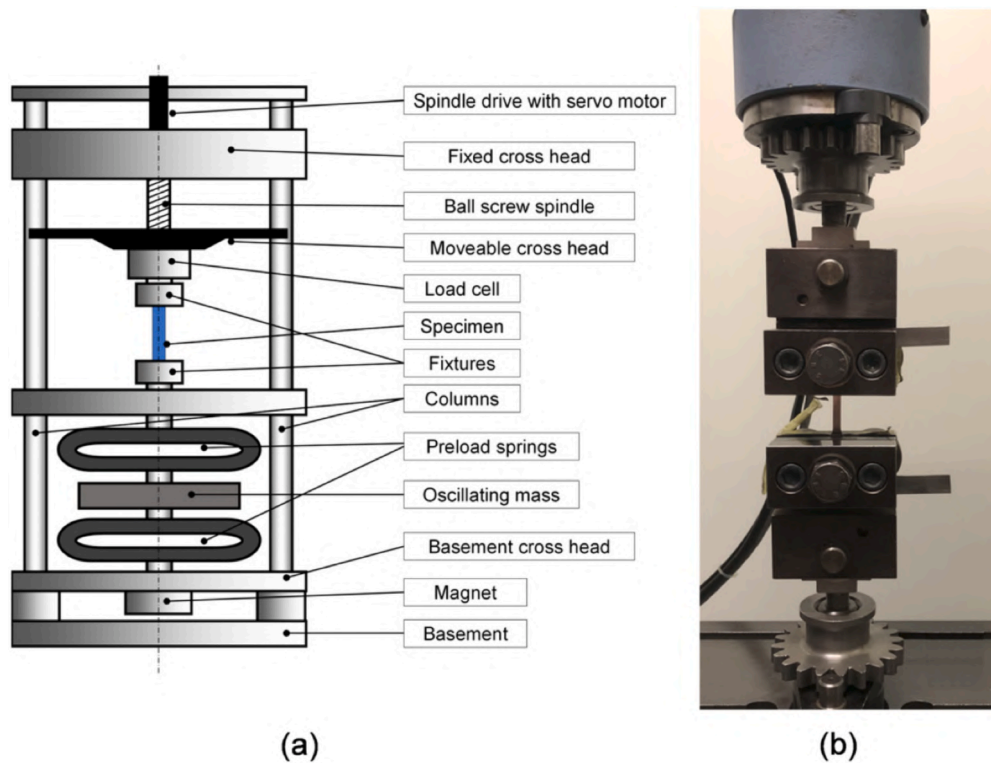 Spindle drive with servo motor
Fixed cross head
Ball screw spindle
Moveable cross head
Load cell
Specimen
Fixtures
Columns
Preload springs
Oscillating mass
Basement cross head
Magnet
Basement
(a)
(b)